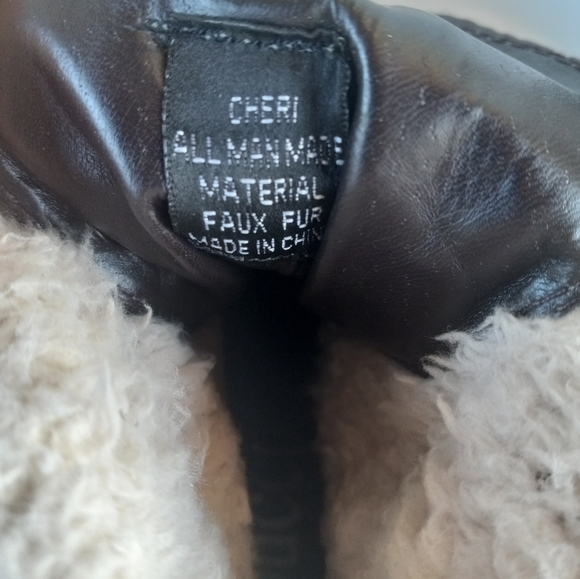 CHERI
ALL MAN MADE
MATERIAL
FAUX FUR
MADE IN CHINA